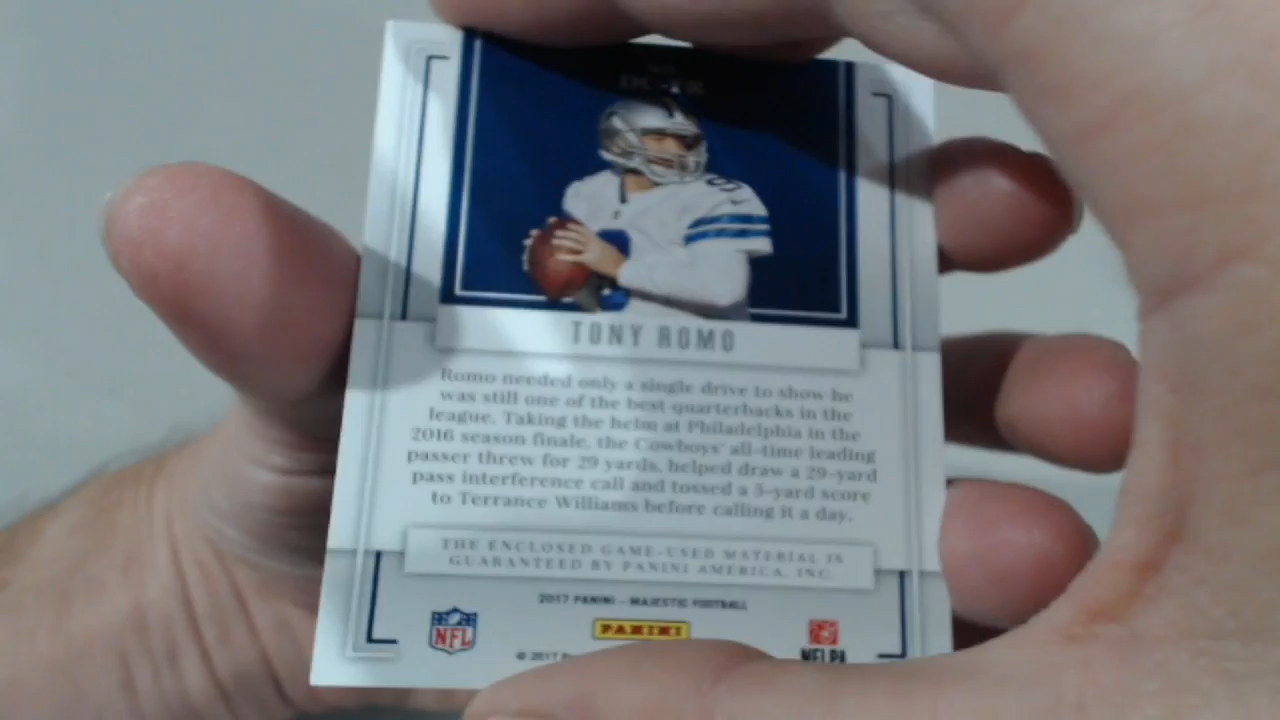 DC-TR
9
TONY ROMO
Romo needed only a single drive to show he
was still one of the best quarterbacks in the
league. Taking the helm at Philadelphia in the
2016 season finale, the Cowboys' all-time leading
passer threw for 29 yards, helped draw a 29-yard
pass interference call and tossed a 3-yard score
to Terrance Williams before calling it a day.
THE ENCLOSED GAME-USED MATERIAL IS
GUARANTEED BY PANINI AMERICA, INC.
2017 PANINI – MAJESTIC FOOTBALL
NFL
PANINI
NFLPA
© 2017